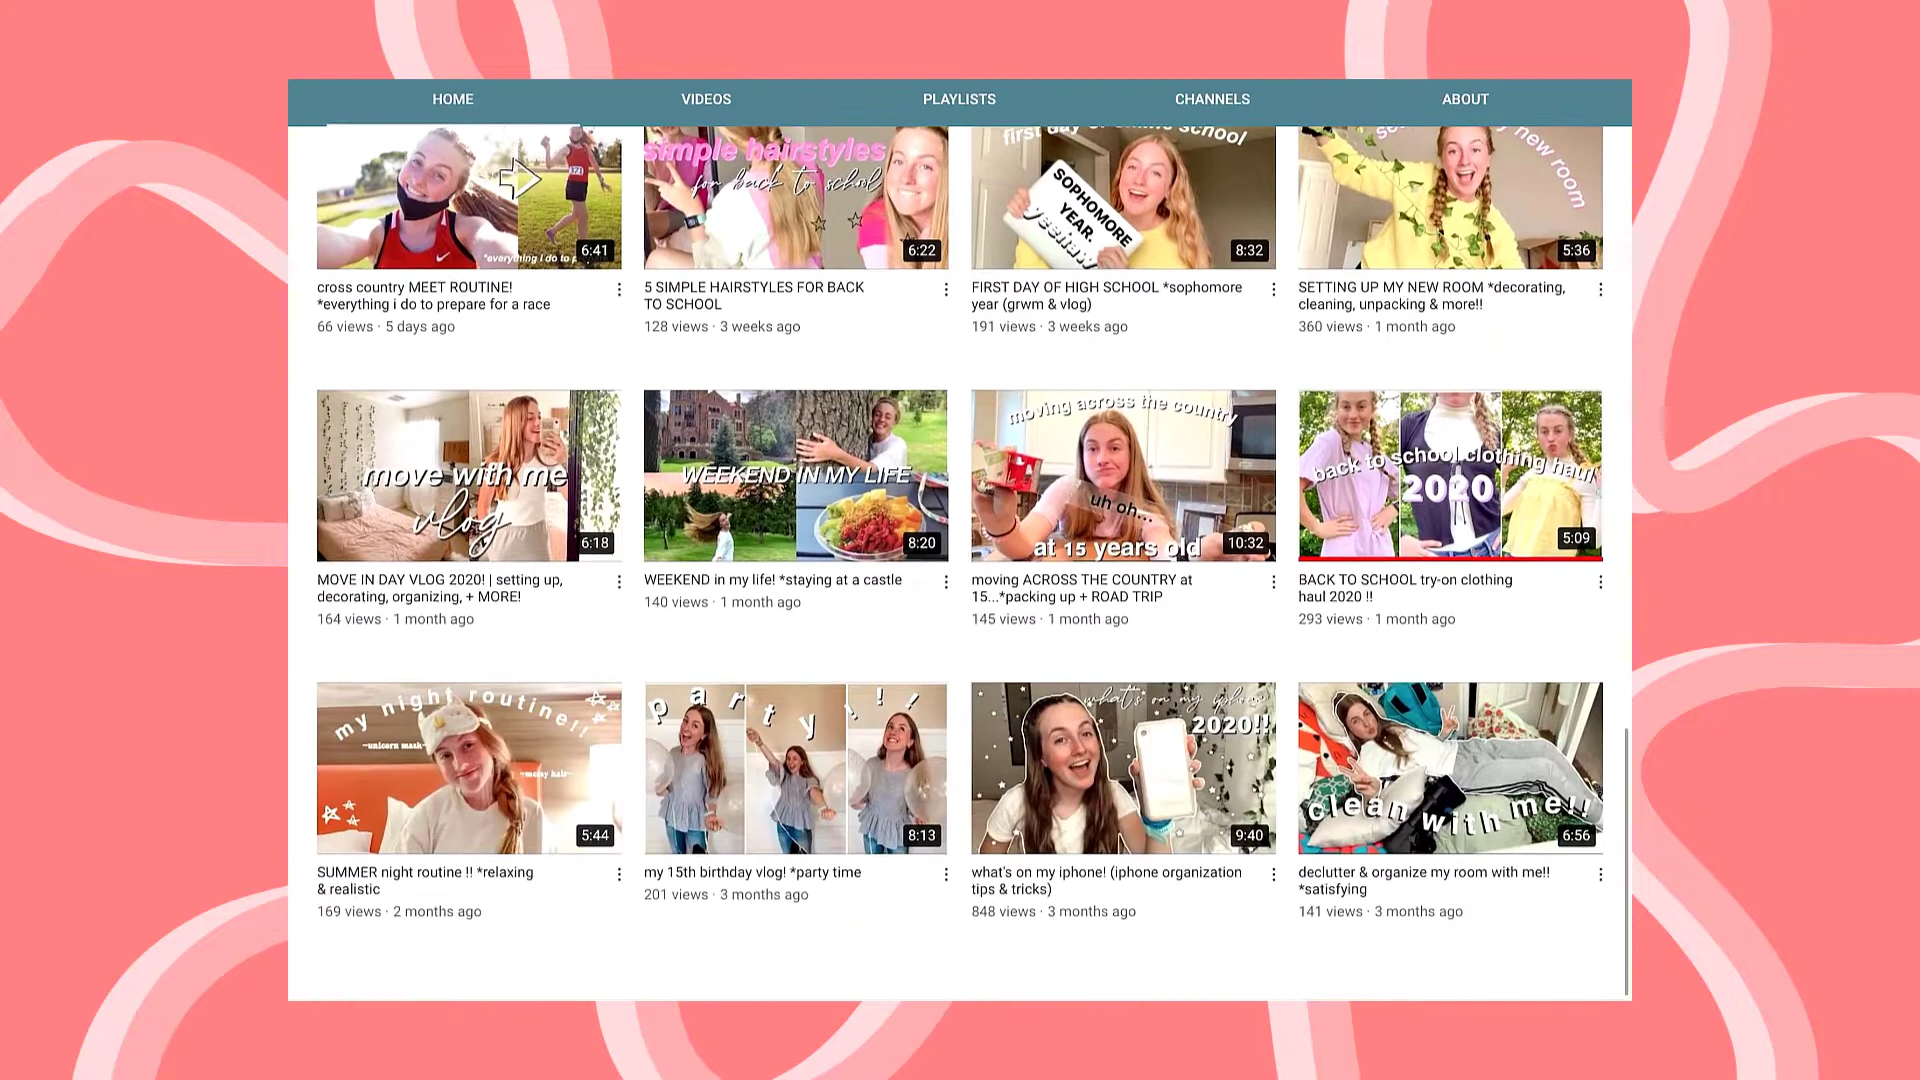 HOME VIDEOS PLAYLISTS CHANNELS ABOUT
*everything i do to p
6:41
simple hairstyles
for back to school
6:22
first day of online school
SOPHOMORE
YEAR.
yeehaw
8:32
my new room
5:36
cross country MEET ROUTINE!
*everything i do to prepare for a race
66 views · 5 days ago
5 SIMPLE HAIRSTYLES FOR BACK
TO SCHOOL
128 views · 3 weeks ago
FIRST DAY OF HIGH SCHOOL *sophomore
year (grwm & vlog)
191 views · 3 weeks ago
SETTING UP MY NEW ROOM *decorating,
cleaning, unpacking & more!!
360 views · 1 month ago
move with me
vlog
6:18
WEEKEND IN MY LIFE
8:20
moving across the country
uh oh...
at 15 years old
10:32
back to school clothing haul
2020
5:09
MOVE IN DAY VLOG 2020! | setting up,
decorating, organizing, + MORE!
164 views · 1 month ago
WEEKEND in my life! *staying at a castle
140 views · 1 month ago
moving ACROSS THE COUNTRY at
15...*packing up + ROAD TRIP
145 views · 1 month ago
BACK TO SCHOOL try-on clothing
haul 2020 !!
293 views · 1 month ago
my night routine!!
~unicorn mask~
~messy hair~
5:44
party!!!
8:13
what's on my iphone
2020!!
9:40
clean with me!!
6:56
SUMMER night routine !! *relaxing
& realistic
169 views · 2 months ago
my 15th birthday vlog! *party time
201 views · 3 months ago
what's on my iphone! (iphone organization
tips & tricks)
848 views · 3 months ago
declutter & organize my room with me!!
*satisfying
141 views · 3 months ago